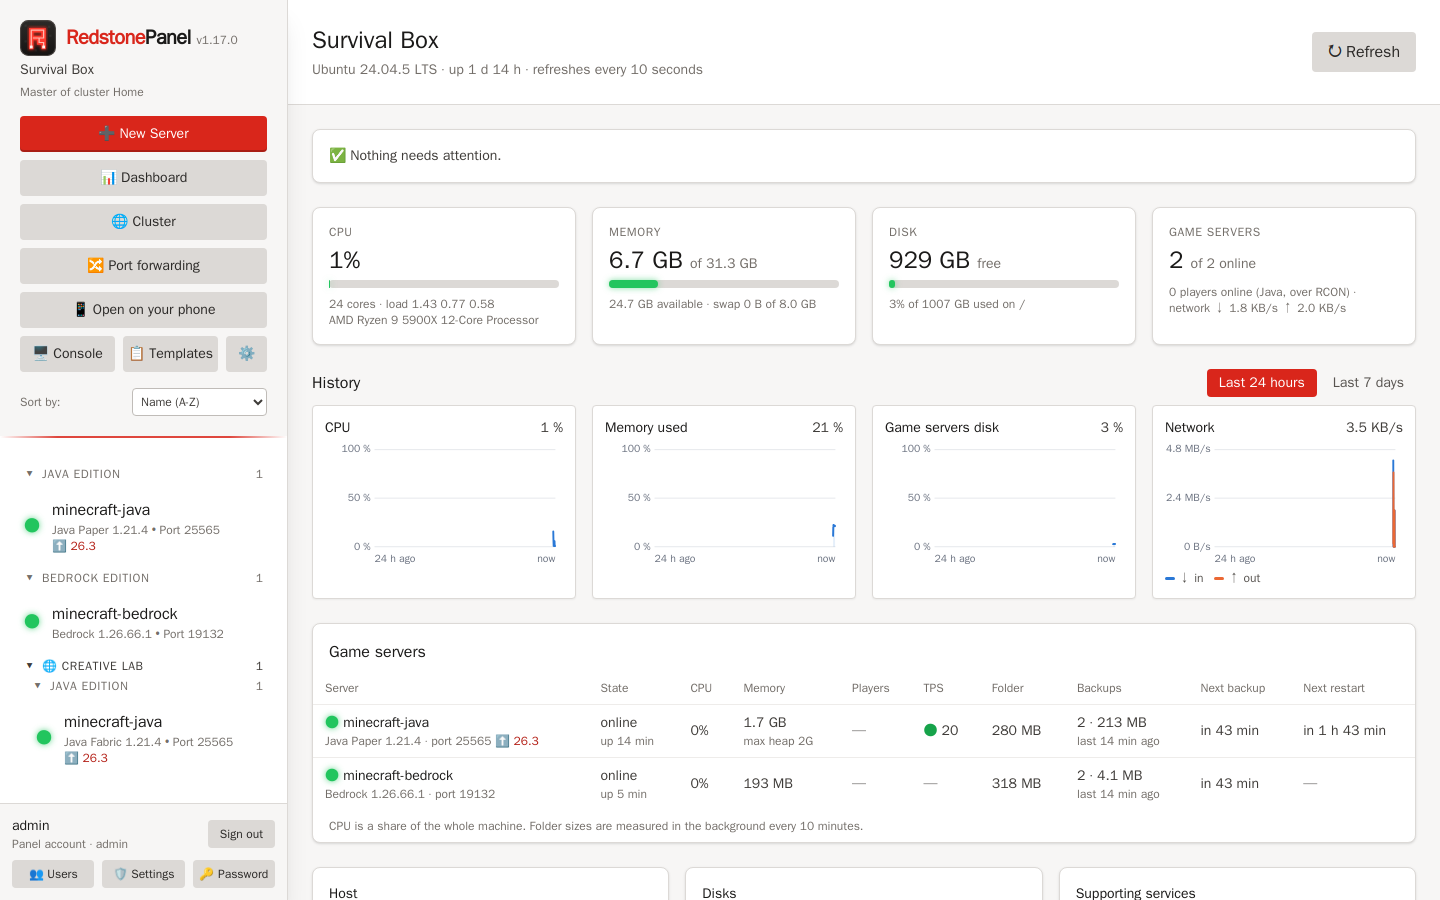 RedstonePanel v1.17.0
Survival Box
Master of cluster Home
➕ New Server
📊 Dashboard
🌐 Cluster
🔀 Port forwarding
📱 Open on your phone
🖥️ Console
📋 Templates
⚙️
Sort by:
Name (A-Z)
▼ JAVA EDITION 1
minecraft-java
Java Paper 1.21.4 • Port 25565
⬆️ 26.3
▼ BEDROCK EDITION 1
minecraft-bedrock
Bedrock 1.26.66.1 • Port 19132
▼ 🌐 CREATIVE LAB 1
▼ JAVA EDITION 1
minecraft-java
Java Fabric 1.21.4 • Port 25565
⬆️ 26.3
admin
Panel account · admin
Sign out
👥 Users
🛡️ Settings
🔑 Password
Survival Box
Ubuntu 24.04.5 LTS · up 1 d 14 h · refreshes every 10 seconds
↻ Refresh
✅ Nothing needs attention.
CPU
1%
24 cores · load 1.43 0.77 0.58
AMD Ryzen 9 5900X 12-Core Processor
MEMORY
6.7 GB of 31.3 GB
24.7 GB available · swap 0 B of 8.0 GB
DISK
929 GB free
3% of 1007 GB used on /
GAME SERVERS
2 of 2 online
0 players online (Java, over RCON) ·
network ↓ 1.8 KB/s ↑ 2.0 KB/s
History
Last 24 hours
Last 7 days
CPU 1 %
100 %
50 %
0 %
24 h ago now
Memory used 21 %
100 %
50 %
0 %
24 h ago now
Game servers disk 3 %
100 %
50 %
0 %
24 h ago now
Network 3.5 KB/s
4.8 MB/s
2.4 MB/s
0 B/s
24 h ago now
↓ in ↑ out
Game servers
Server State CPU Memory Players TPS Folder Backups Next backup Next restart
minecraft-java online 0% 1.7 GB — 20 280 MB 2 · 213 MB in 43 min in 1 h 43 min
Java Paper 1.21.4 · port 25565 ⬆️ 26.3 up 14 min max heap 2G last 14 min ago
minecraft-bedrock online 0% 193 MB — — 318 MB 2 · 4.1 MB in 43 min —
Bedrock 1.26.66.1 · port 19132 up 5 min last 14 min ago
CPU is a share of the whole machine. Folder sizes are measured in the background every 10 minutes.
Host
Disks
Supporting services